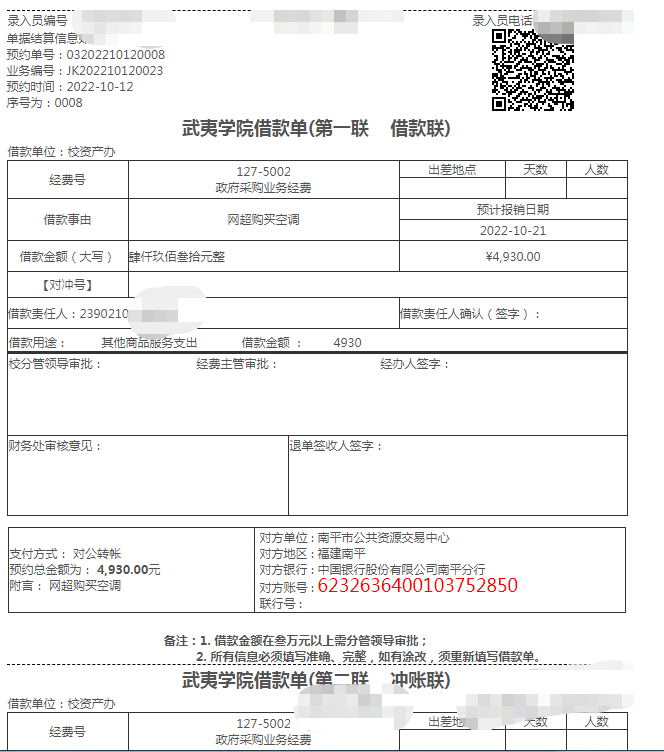 录入员编号
录入员电话
单据结算信息
预约单号：03202210120008
业务编号：JK202210120023
预约时间：2022-10-12
序号为：0008
武夷学院借款单(第一联 借款联)
借款单位：校资产办
经费号 127-5002 政府采购业务经费 出差地点 天数 人数
借款事由 网超购买空调 预计报销日期
2022-10-21
借款金额（大写） 肆仟玖佰叁拾元整 ¥4,930.00
【对冲号】
借款责任人：2390210 借款责任人确认（签字）：
借款用途： 其他商品服务支出 借款金额 ： 4930
校分管领导审批： 经费主管审批： 经办人签字：
财务处审核意见： 退单签收人签字：
支付方式： 对公转帐
预约总金额为： 4,930.00元
附言： 网超购买空调
对方单位 : 南平市公共资源交易中心
对方地区 : 福建南平
对方银行 : 中国银行股份有限公司南平分行
对方账号 : 6232636400103752850
联行号：
备注：1. 借款金额在叁万元以上需分管领导审批；
2. 所有信息必须填写准确、完整，如有涂改，须重新填写借款单。
武夷学院借款单(第二联 冲账联)
借款单位：校资产办
经费号 127-5002 政府采购业务经费 出差地 天数 人数